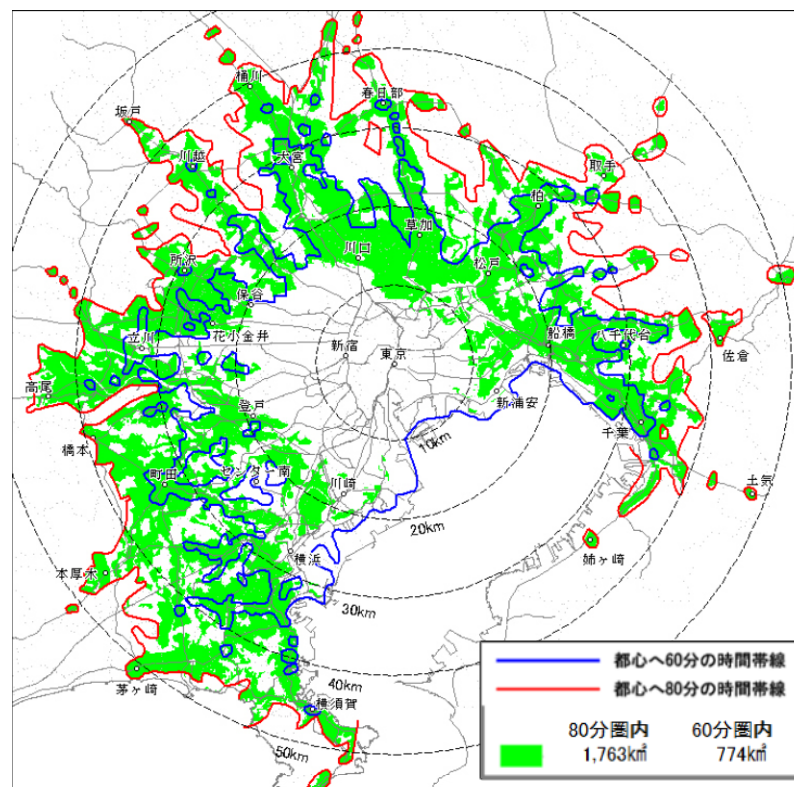 桶川
春日部
坂戸
川越
大宮
取手
柏
草加
川口
松戸
所沢
保谷
花小金井
立川
新宿
東京
船橋
八千代台
佐倉
高尾
登戸
新浦安
千葉
橋本
10km
町田
センター南
川崎
土気
20km
横浜
姉ヶ崎
本厚木
30km
40km
茅ヶ崎
横須賀
50km
都心へ60分の時間帯線
都心へ80分の時間帯線
80分圏内 60分圏内
1,763k㎡ 774k㎡